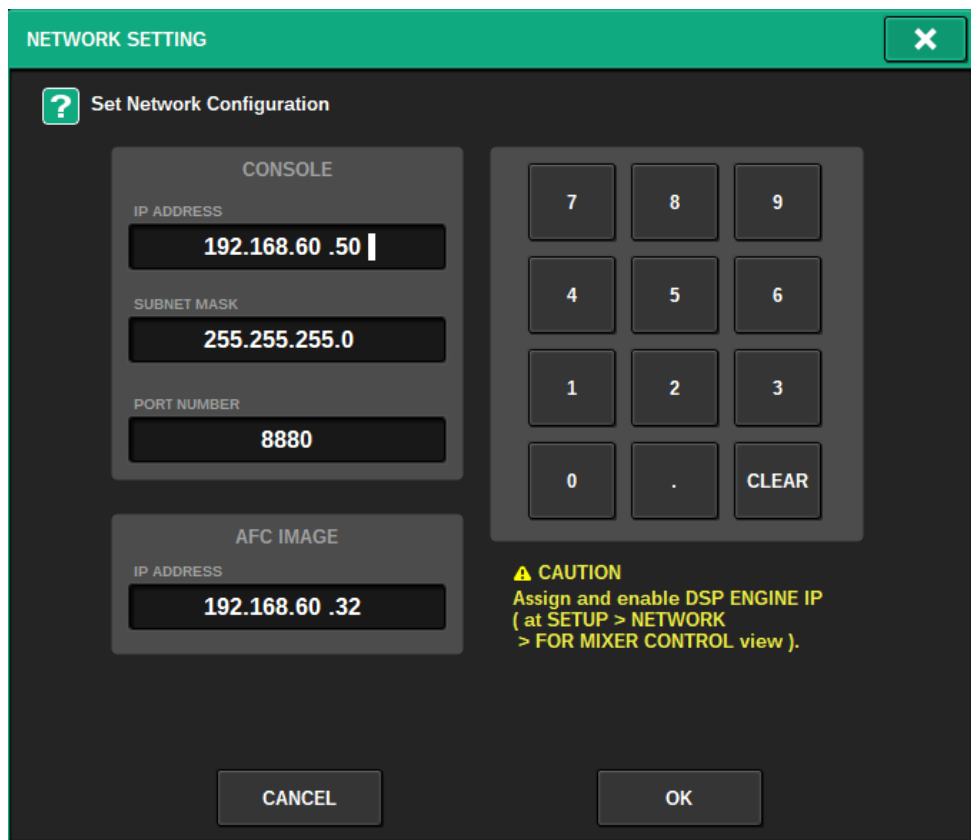 NETWORK SETTING
? Set Network Configuration
CONSOLE
IP ADDRESS
192.168.60 .50
SUBNET MASK
255.255.255.0
PORT NUMBER
8880
AFC IMAGE
IP ADDRESS
192.168.60 .32
7 8 9
4 5 6
1 2 3
0 . CLEAR
CAUTION
Assign and enable DSP ENGINE IP
( at SETUP > NETWORK
> FOR MIXER CONTROL view ).
CANCEL OK